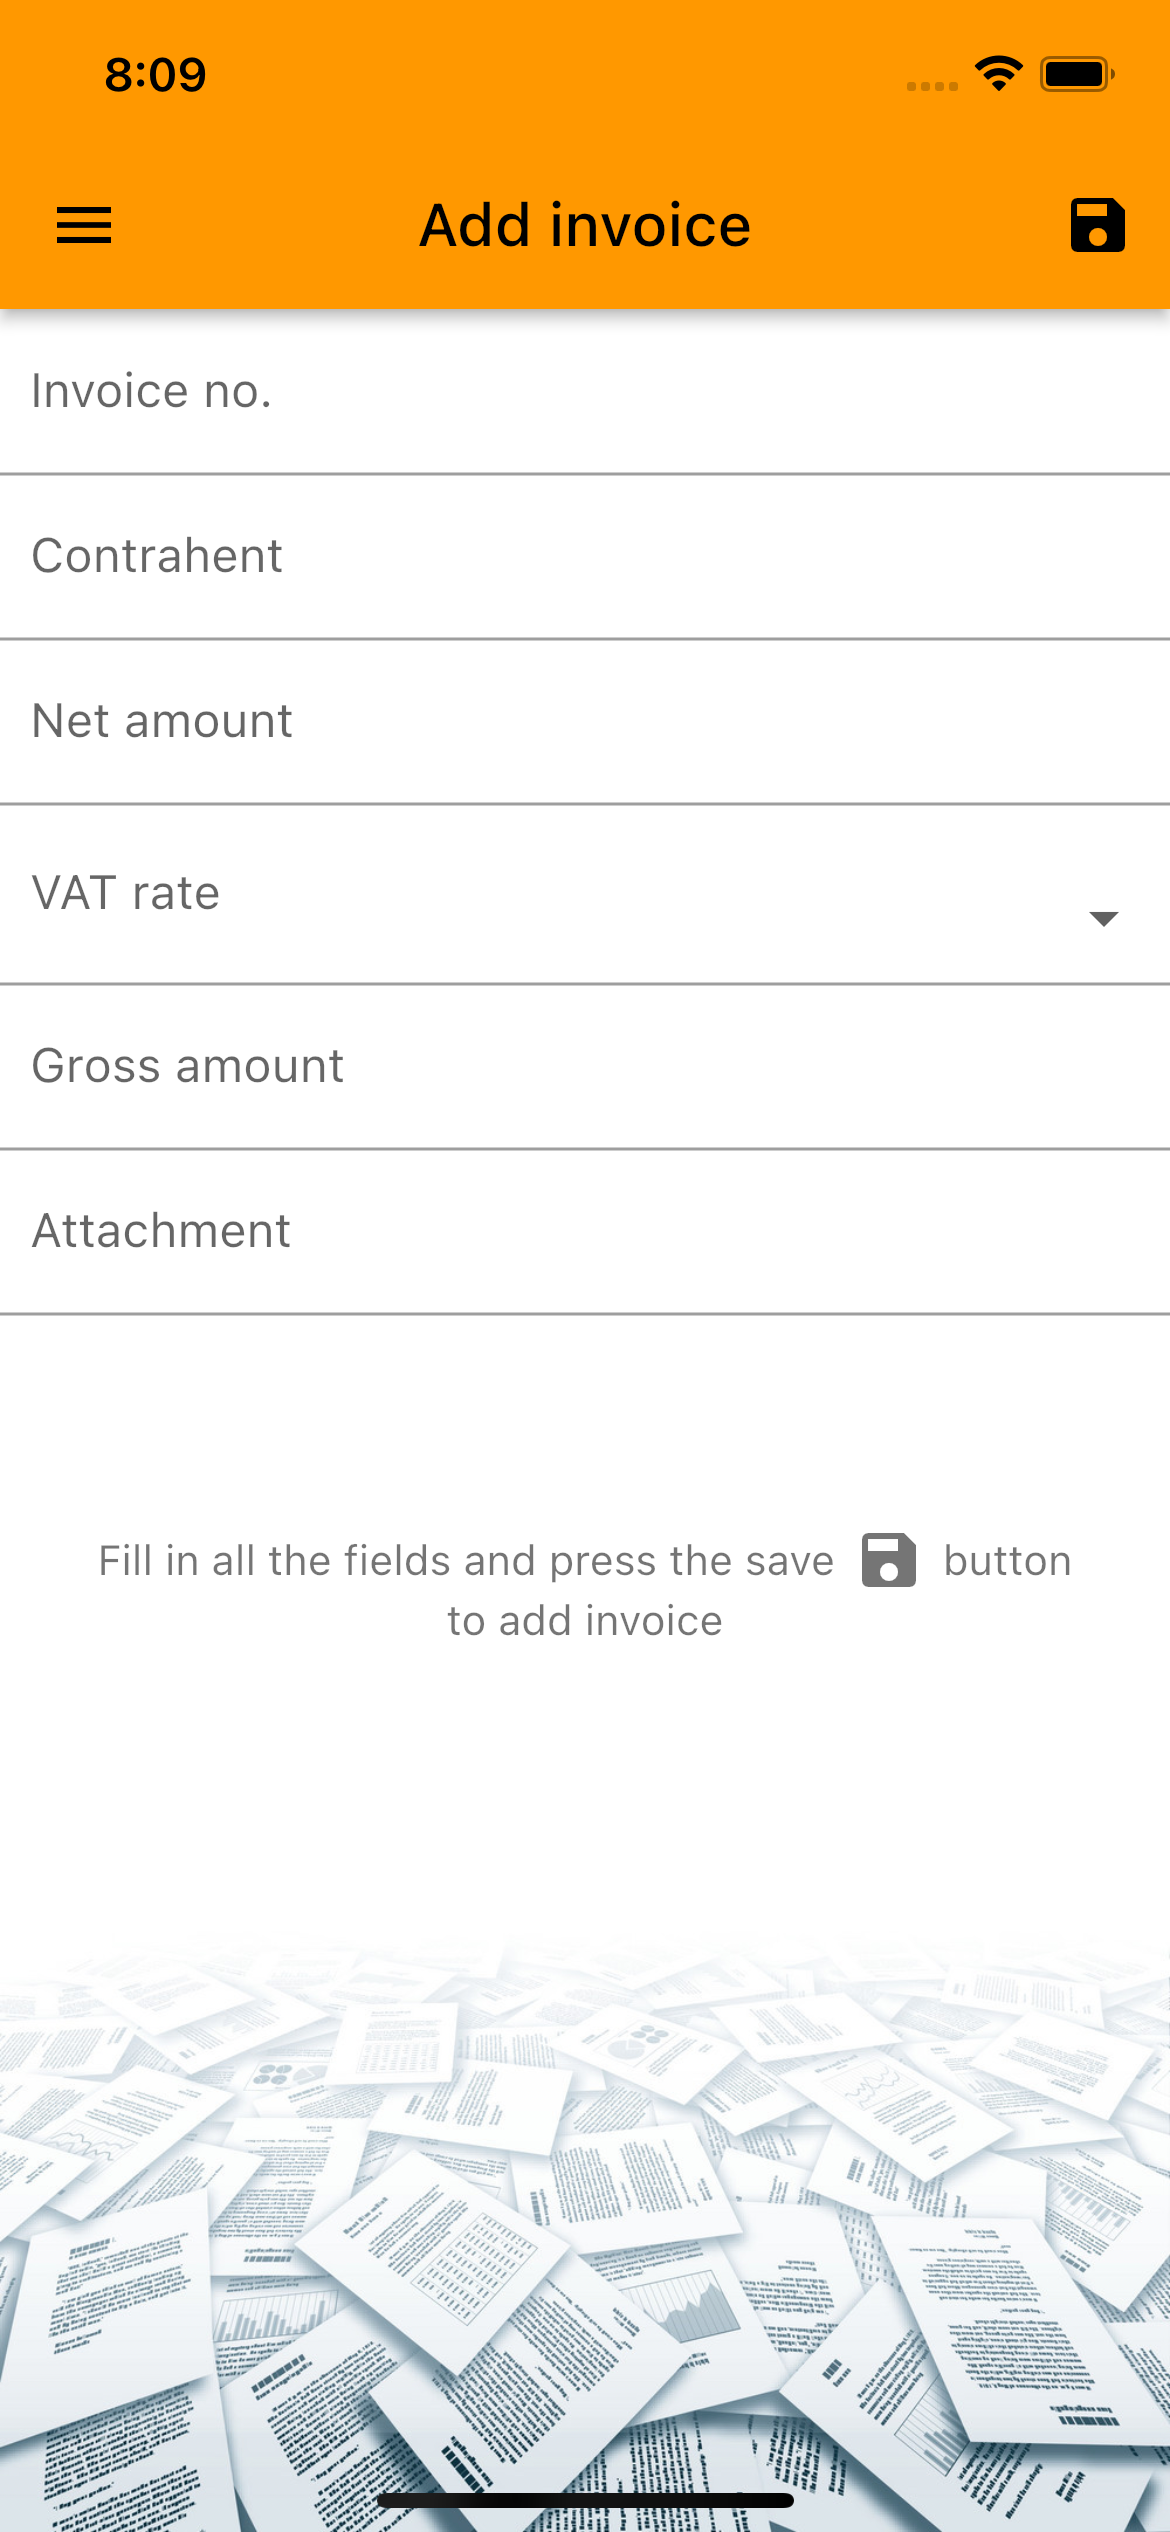 8:09
Add invoice
Invoice no.
Contrahent
Net amount
VAT rate
Gross amount
Attachment
Fill in all the fields and press the save button
to add invoice